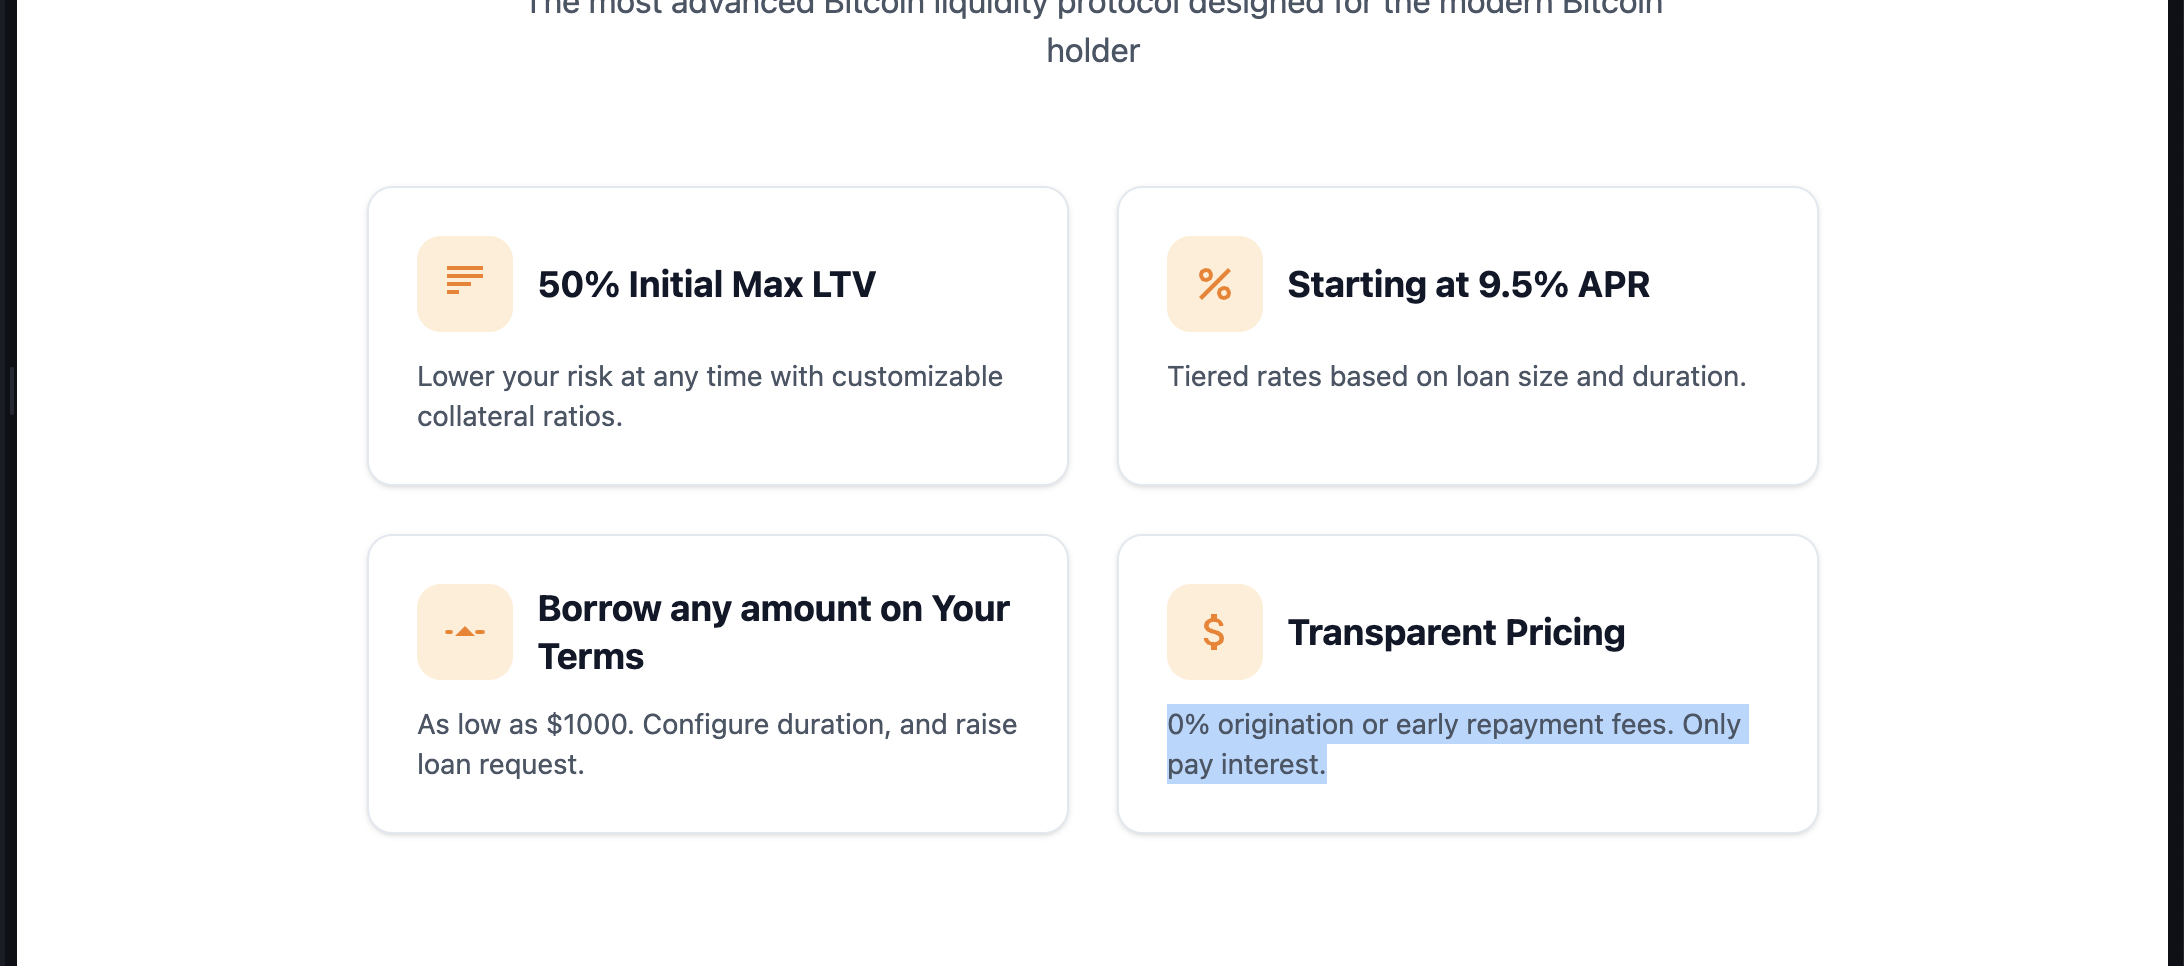 The most advanced Bitcoin liquidity protocol designed for the modern Bitcoin
holder
50% Initial Max LTV
Lower your risk at any time with customizable
collateral ratios.
Starting at 9.5% APR
Tiered rates based on loan size and duration.
Borrow any amount on Your
Terms
As low as $1000. Configure duration, and raise
loan request.
Transparent Pricing
0% origination or early repayment fees. Only
pay interest.